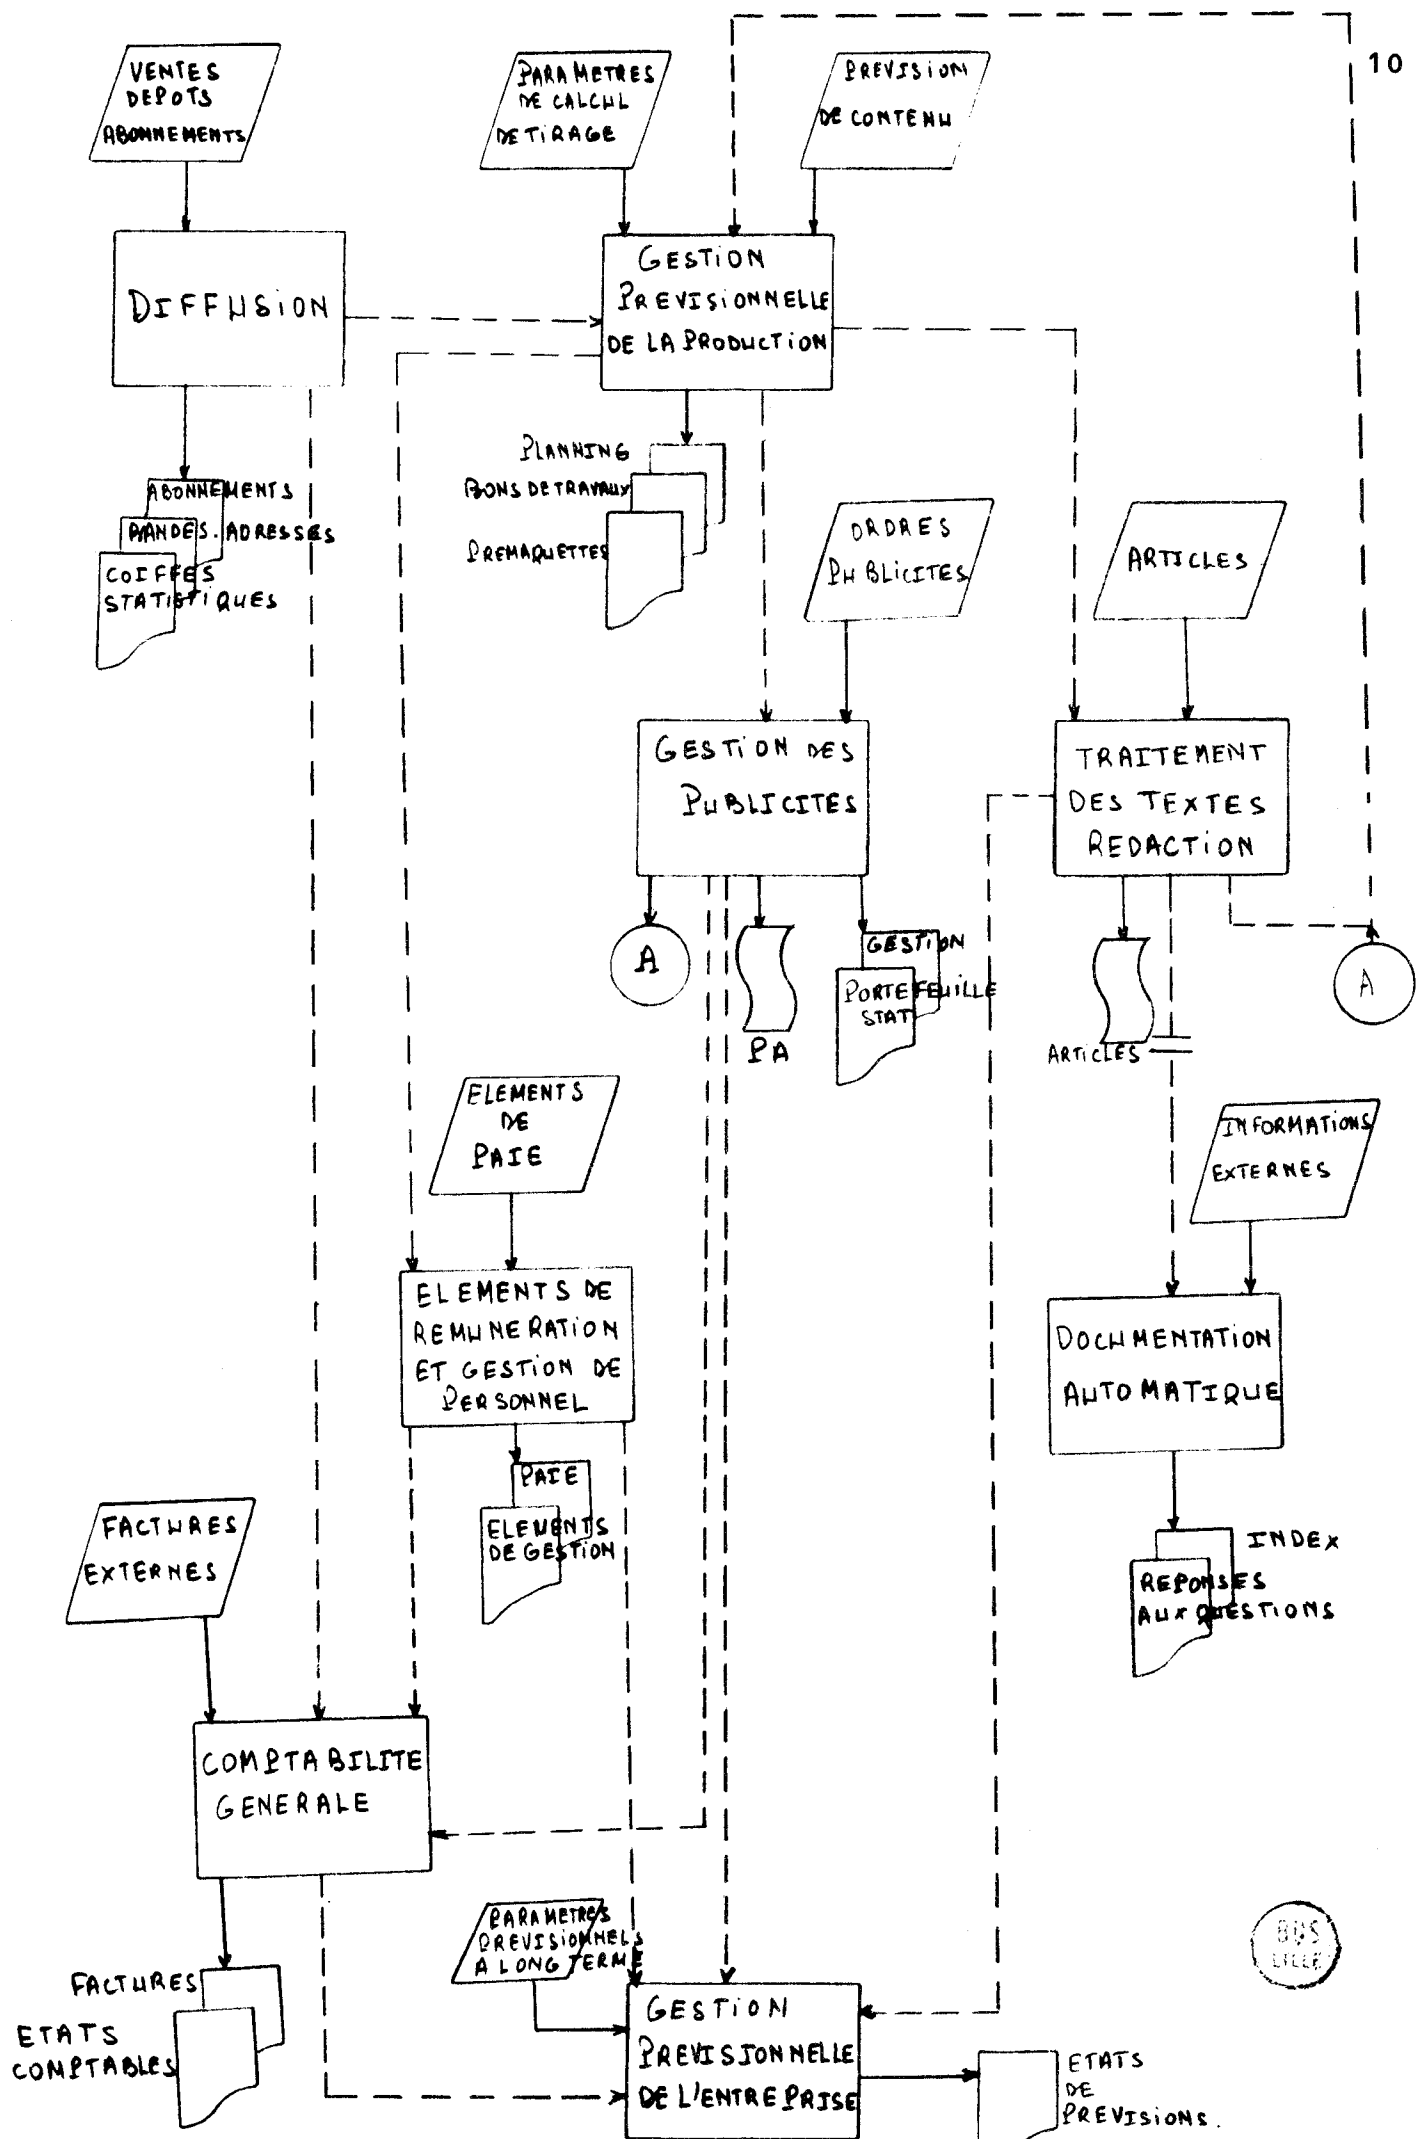 10
VENTES
DEPOTS
ABONNEMENTS
PARAMETRES
DE CALCUL
DE TIRAGE
PREVISION
DE CONTENU
DIFFUSION
GESTION
PREVISIONNELLE
DE LA PRODUCTION
ABONNEMENTS
BANDES. ADRESSES
COIFFES
STATISTIQUES
PLANNING
BONS DE TRAVAUX
PREMAQUETTES
ORDRES
PUBLICITES
ARTICLES
GESTION DES
PUBLICITES
TRAITEMENT
DES TEXTES
REDACTION
A
PA
GESTION
PORTEFEUILLE
STAT
ARTICLES
A
ELEMENTS
DE
PAIE
INFORMATIONS
EXTERNES
ELEMENTS DE
REMUNERATION
ET GESTION DE
PERSONNEL
DOCUMENTATION
AUTOMATIQUE
PAIE
ELEMENTS
DE GESTION
FACTURES
EXTERNES
INDEX
REPONSES
AUX QUESTIONS
COMPTABILITE
GENERALE
PARAMETRES
PREVISIONNELS
A LONG TERME
BUS
LILLE
FACTURES
ETATS
COMPTABLES
GESTION
PREVISIONNELLE
DE L'ENTREPRISE
ETATS
DE
PREVISIONS.